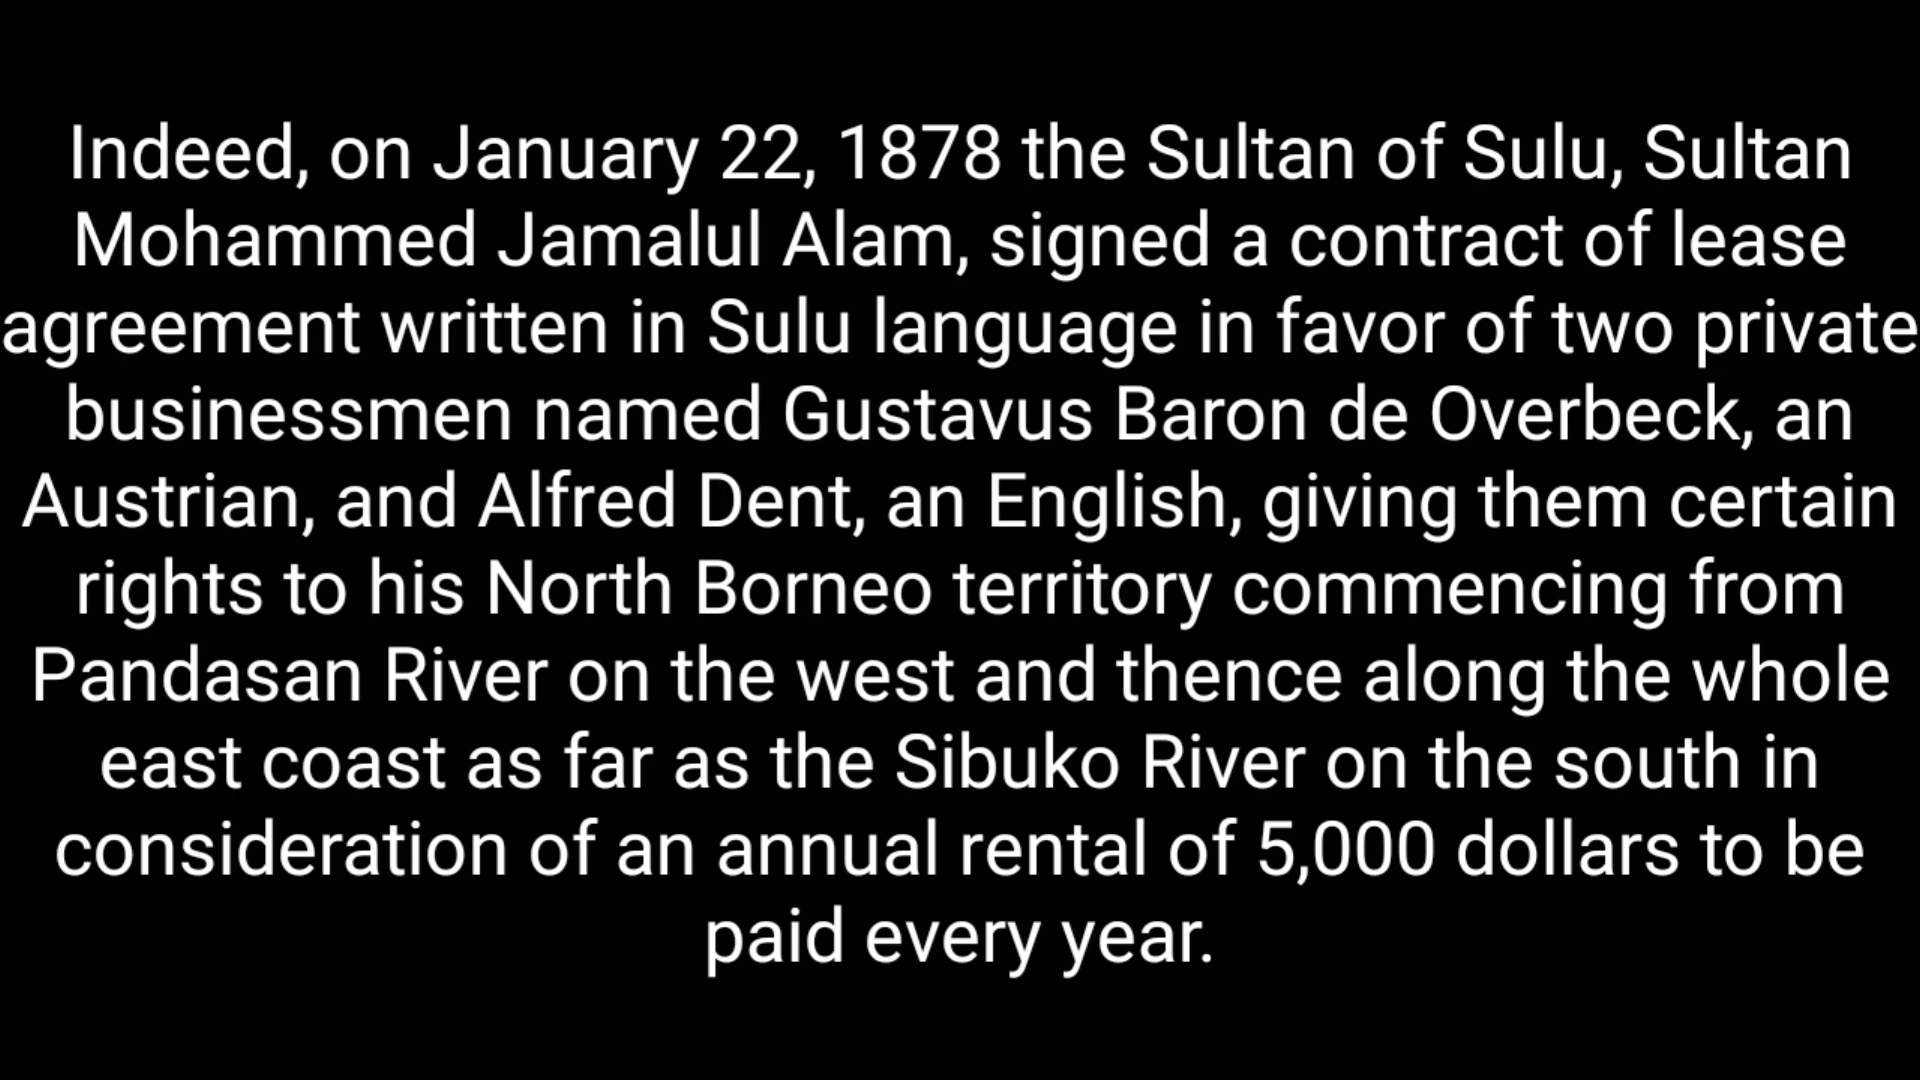 Indeed, on January 22, 1878 the Sultan of Sulu, Sultan
Mohammed Jamalul Alam, signed a contract of lease
agreement written in Sulu language in favor of two private
businessmen named Gustavus Baron de Overbeck, an
Austrian, and Alfred Dent, an English, giving them certain
rights to his North Borneo territory commencing from
Pandasan River on the west and thence along the whole
east coast as far as the Sibuko River on the south in
consideration of an annual rental of 5,000 dollars to be
paid every year.